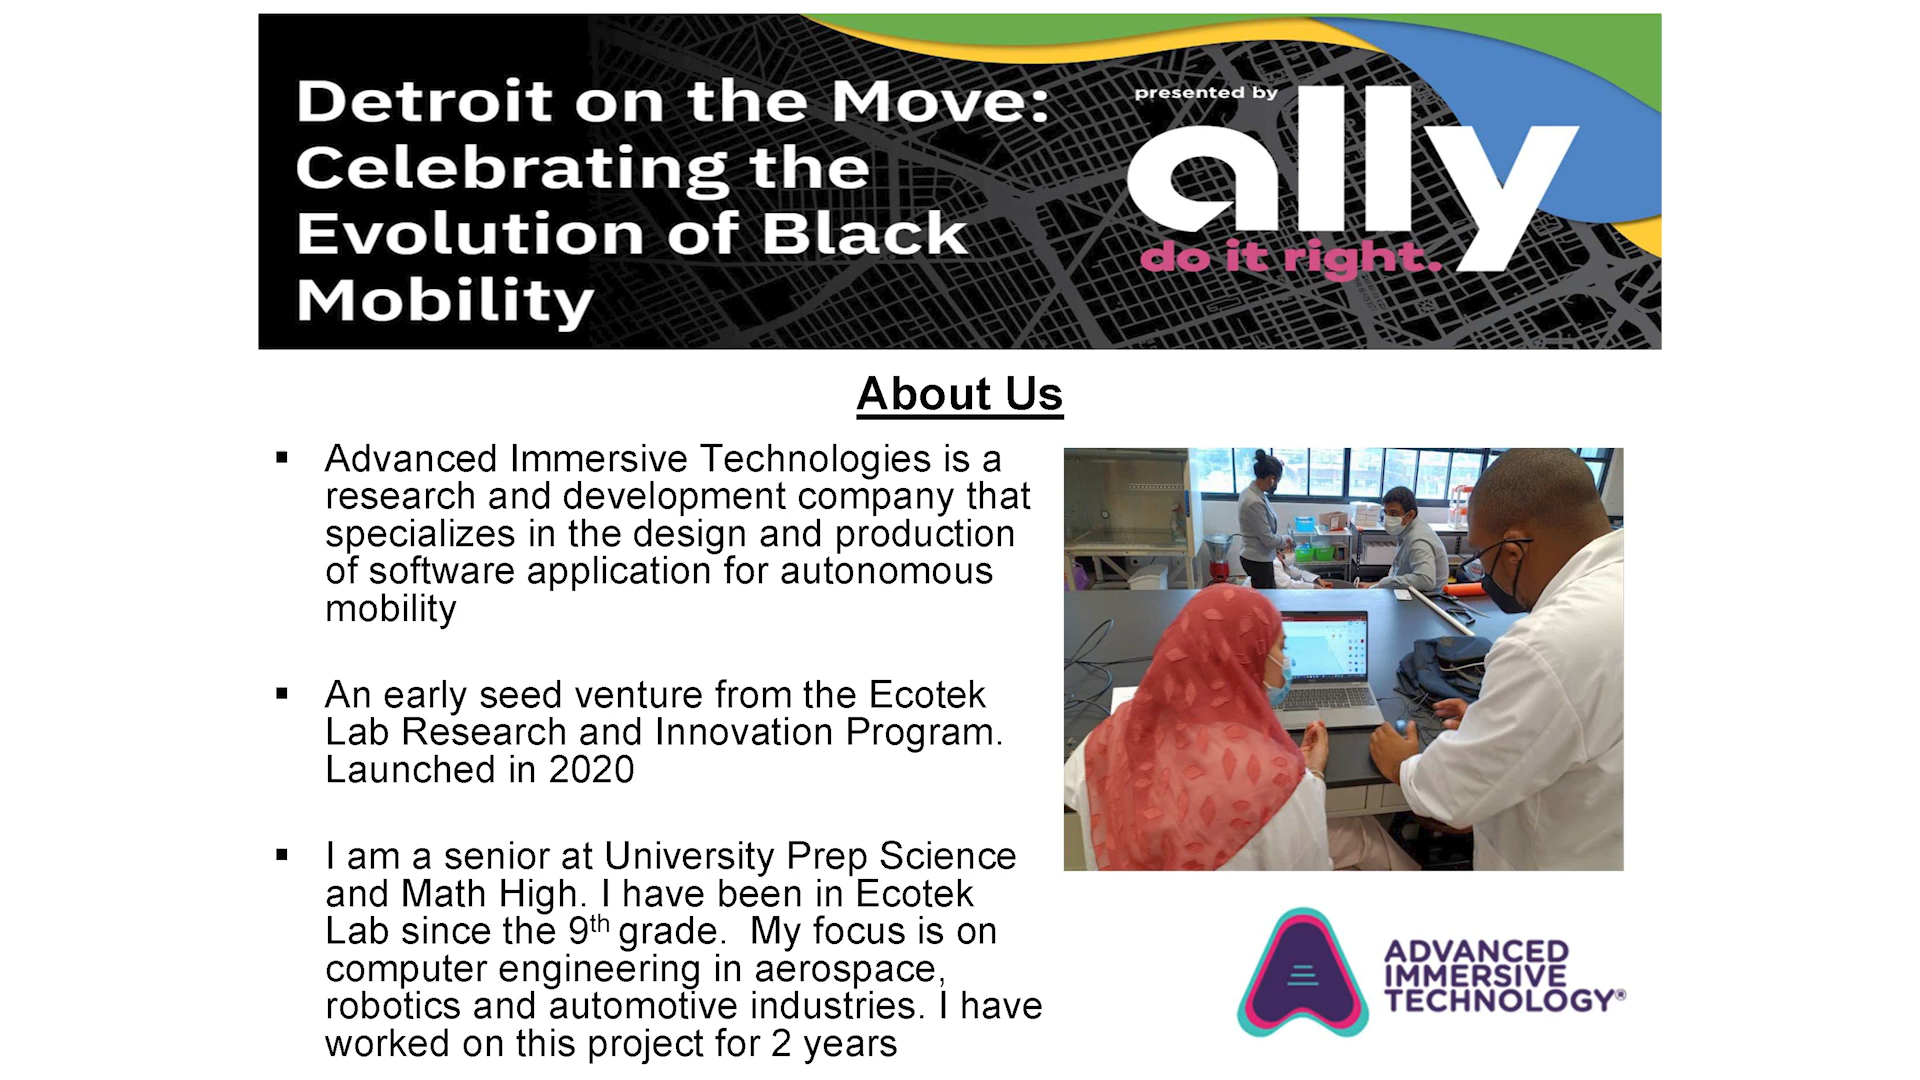 Detroit on the Move:
Celebrating the
Evolution of Black
Mobility
presented by
ally
do it right.
About Us
▪ Advanced Immersive Technologies is a
research and development company that
specializes in the design and production
of software application for autonomous
mobility
▪ An early seed venture from the Ecotek
Lab Research and Innovation Program.
Launched in 2020
▪ I am a senior at University Prep Science
and Math High. I have been in Ecotek
Lab since the 9th grade.  My focus is on
computer engineering in aerospace,
robotics and automotive industries. I have
worked on this project for 2 years
ADVANCED
IMMERSIVE
TECHNOLOGY®